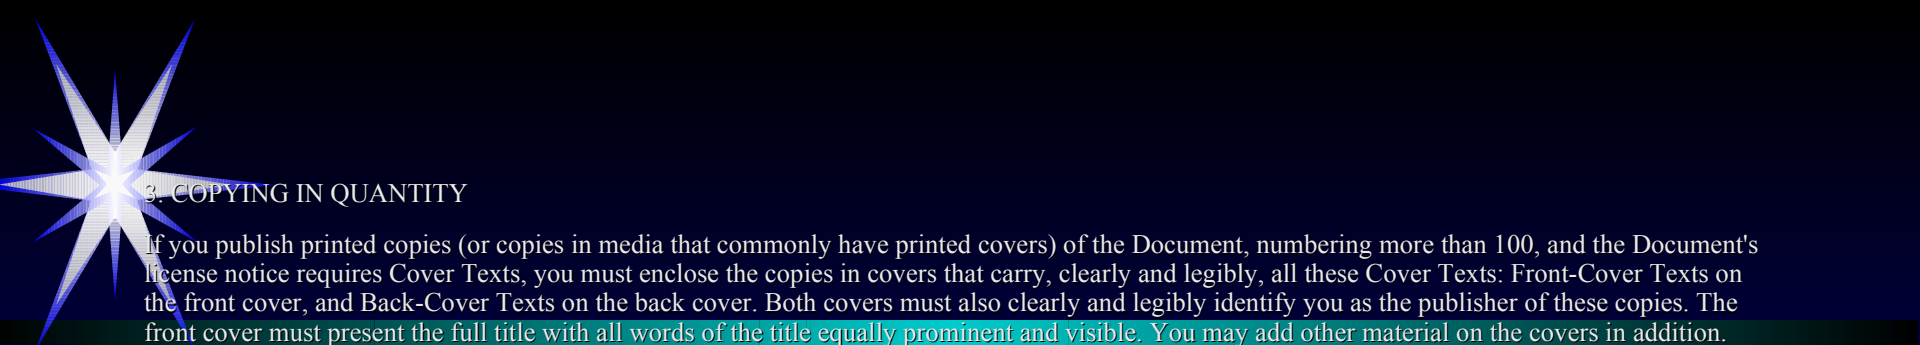 3. COPYING IN QUANTITY
If you publish printed copies (or copies in media that commonly have printed covers) of the Document, numbering more than 100, and the Document's
license notice requires Cover Texts, you must enclose the copies in covers that carry, clearly and legibly, all these Cover Texts: Front-Cover Texts on
the front cover, and Back-Cover Texts on the back cover. Both covers must also clearly and legibly identify you as the publisher of these copies. The
front cover must present the full title with all words of the title equally prominent and visible. You may add other material on the covers in addition.